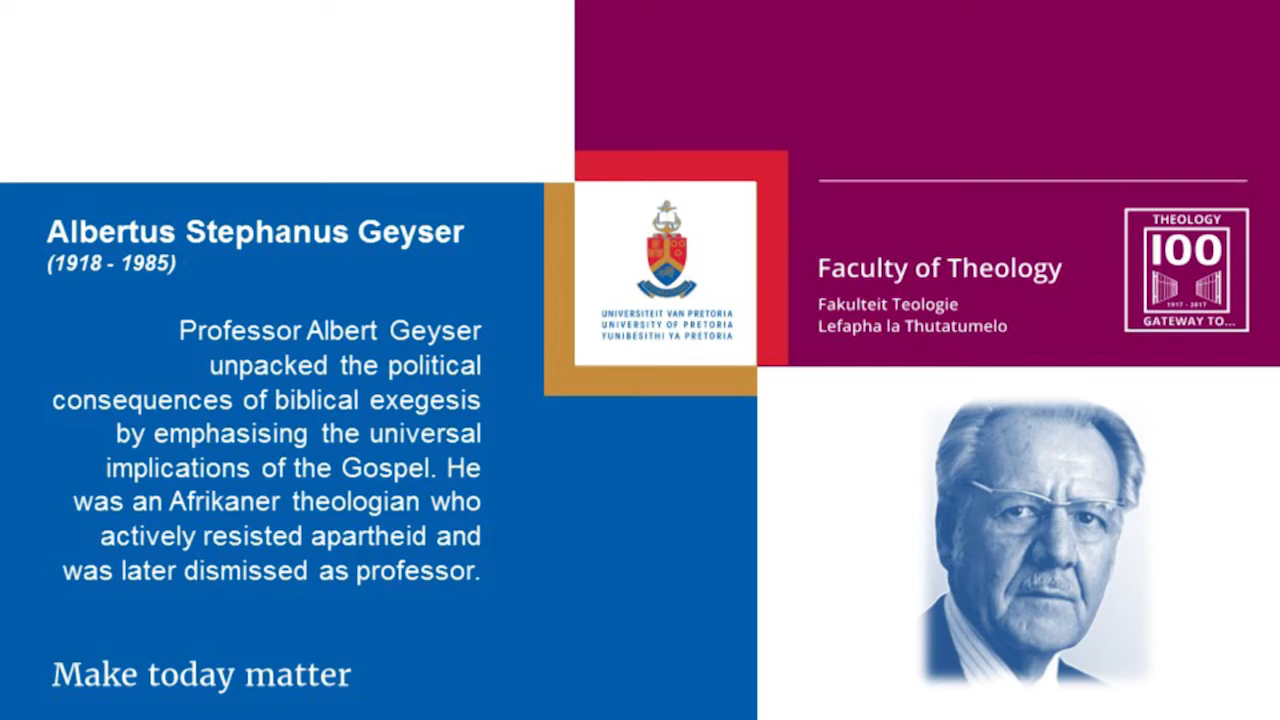 Albertus Stephanus Geyser
(1918 - 1985)
Professor Albert Geyser
unpacked the political
consequences of biblical exegesis
by emphasising the universal
implications of the Gospel. He
was an Afrikaner theologian who
actively resisted apartheid and
was later dismissed as professor.
Make today matter
UNIVERSITEIT VAN PRETORIA
UNIVERSITY OF PRETORIA
YUNIBESITHI YA PRETORIA
Faculty of Theology
Fakulteit Teologie
Lefapha la Thutatumelo
THEOLOGY
100
1917 - 2017
GATEWAY TO...